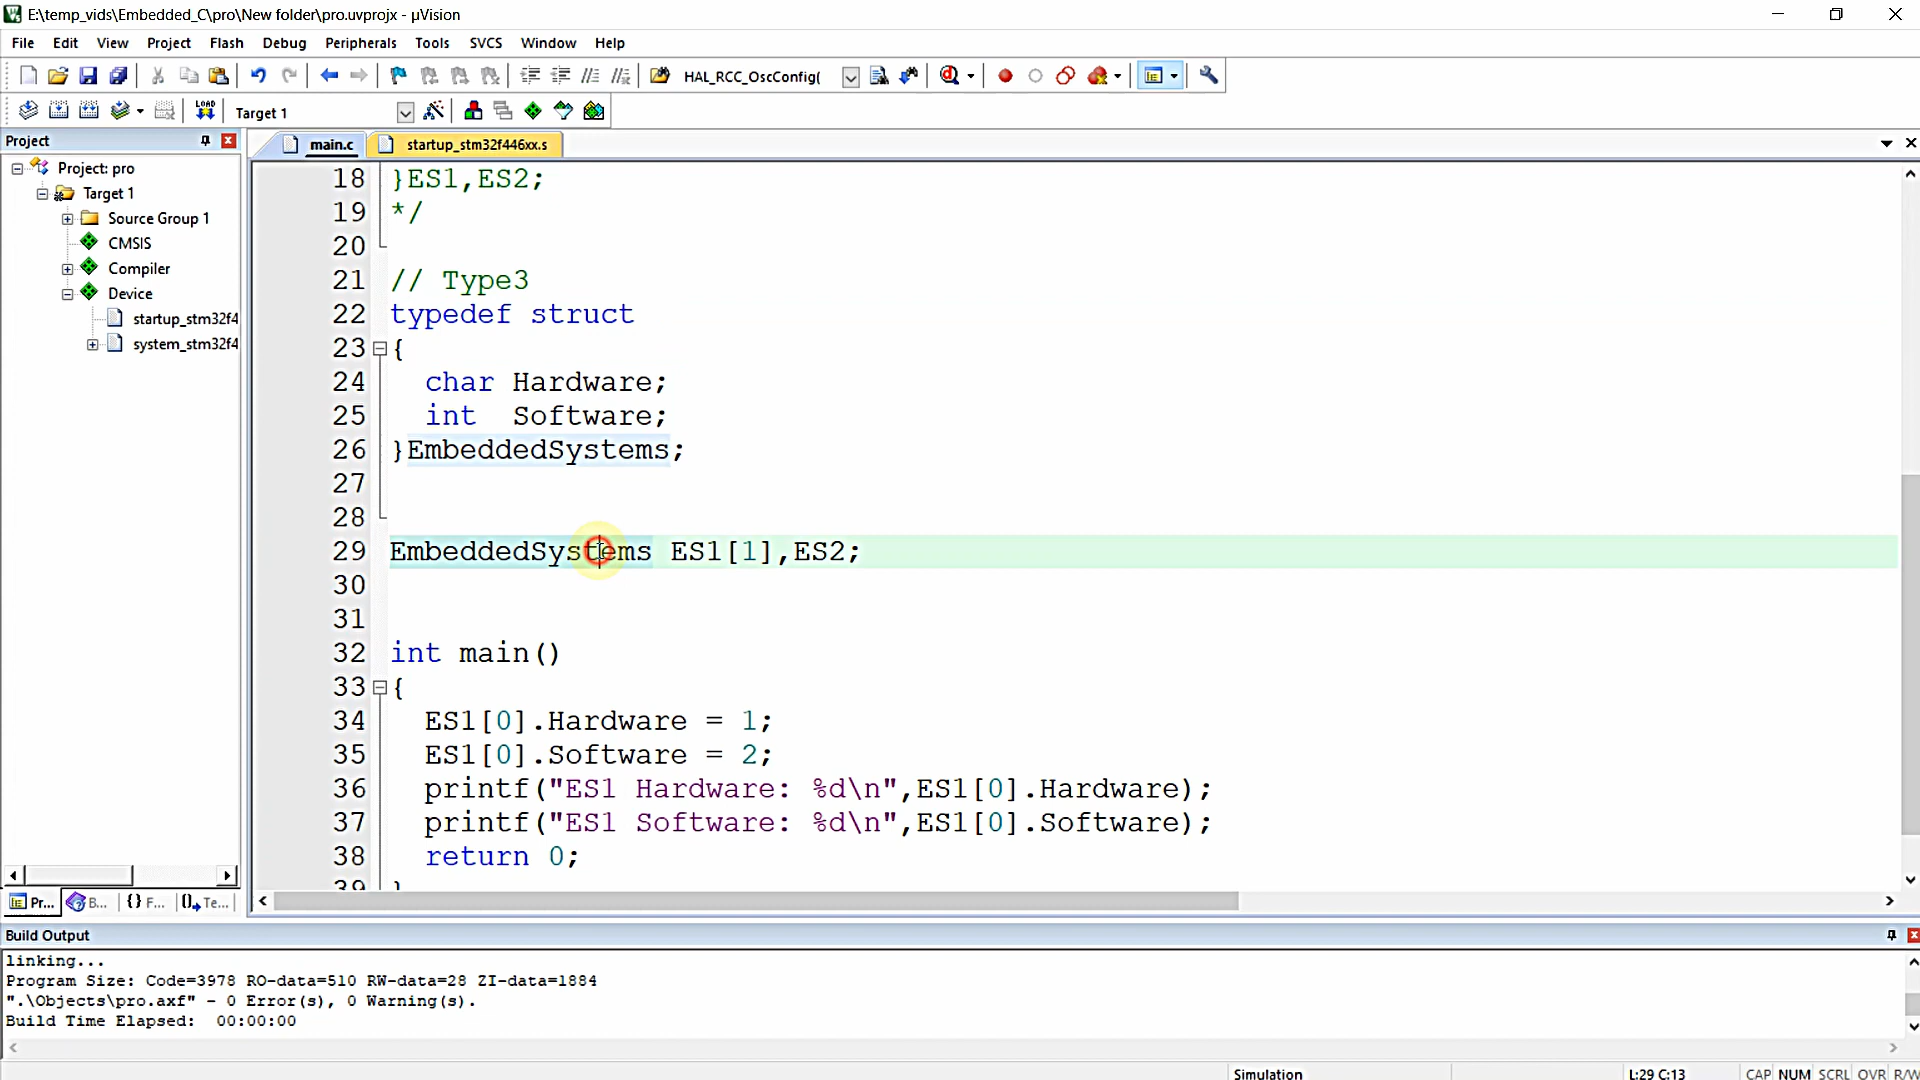 E:\temp_vids\Embedded_C\pro\New folder\pro.uvprojx - µVision
File Edit View Project Flash Debug Peripherals Tools SVCS Window Help
HAL_RCC_OscConfig(
LOAD Target 1
Project
main.c startup_stm32f446xx.s
Project: pro
Target 1
Source Group 1
CMSIS
Compiler
Device
startup_stm32f4
system_stm32f4
18 }ES1,ES2;
19 */
20
21 // Type3
22 typedef struct
23 {
24 char Hardware;
25 int Software;
26 }EmbeddedSystems;
27
28
29 EmbeddedSystems ES1[1],ES2;
30
31
32 int main()
33 {
34 ES1[0].Hardware = 1;
35 ES1[0].Software = 2;
36 printf("ES1 Hardware: %d\n",ES1[0].Hardware);
37 printf("ES1 Software: %d\n",ES1[0].Software);
38 return 0;
39 }
Pr... B... {} F... Te...
Build Output
linking...
Program Size: Code=3978 RO-data=510 RW-data=28 ZI-data=1884
".\Objects\pro.axf" - 0 Error(s), 0 Warning(s).
Build Time Elapsed: 00:00:00
Simulation L:29 C:13 CAP NUM SCRL OVR R/W